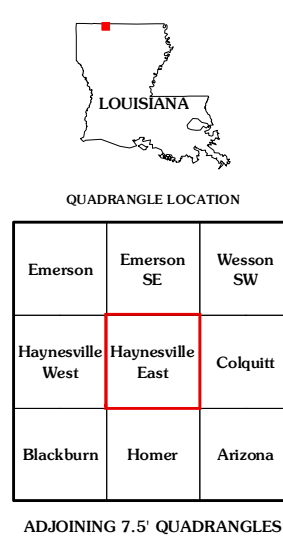 LOUISIANA
QUADRANGLE LOCATION
Emerson
Emerson
SE
Wesson
SW
Haynesville
West
Haynesville
East
Colquitt
Blackburn
Homer
Arizona
ADJOINING 7.5' QUADRANGLES